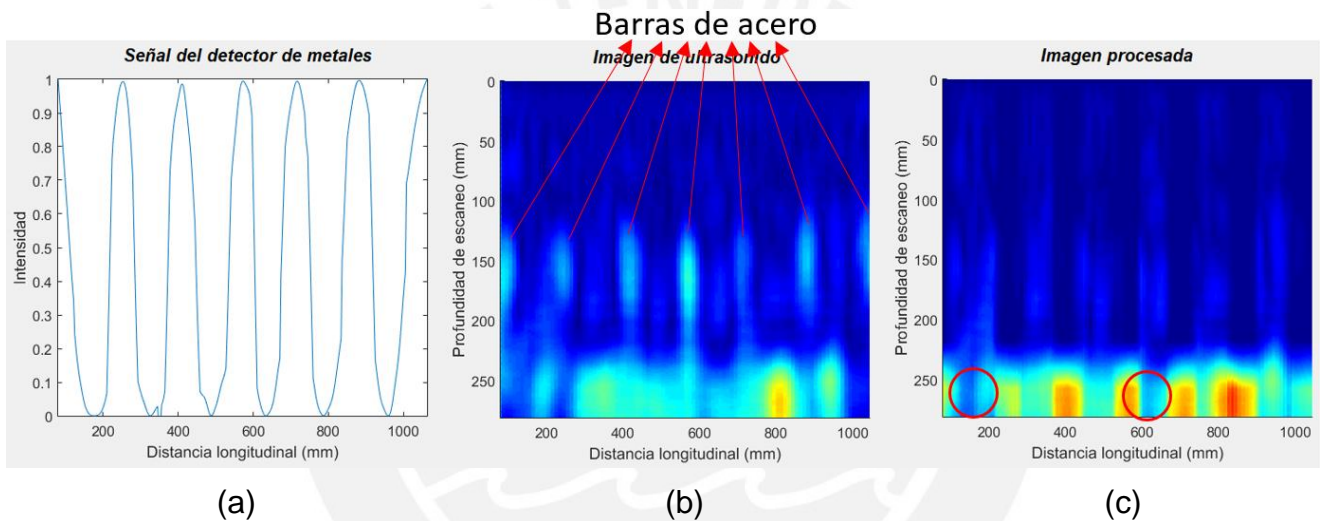 Barras de acero
Señal del detector de metales
1
0.9
0.8
0.7
0.6
0.5
0.4
0.3
0.2
0.1
0
Intensidad
200 400 600 800 1000
Distancia longitudinal (mm)
(a)
Imagen de ultrasonido
0
50
100
150
200
250
Profundidad de escaneo (mm)
200 400 600 800 1000
Distancia longitudinal (mm)
(b)
Imagen procesada
0
50
100
150
200
250
Profundidad de escaneo (mm)
200 400 600 800 1000
Distancia longitudinal (mm)
(c)